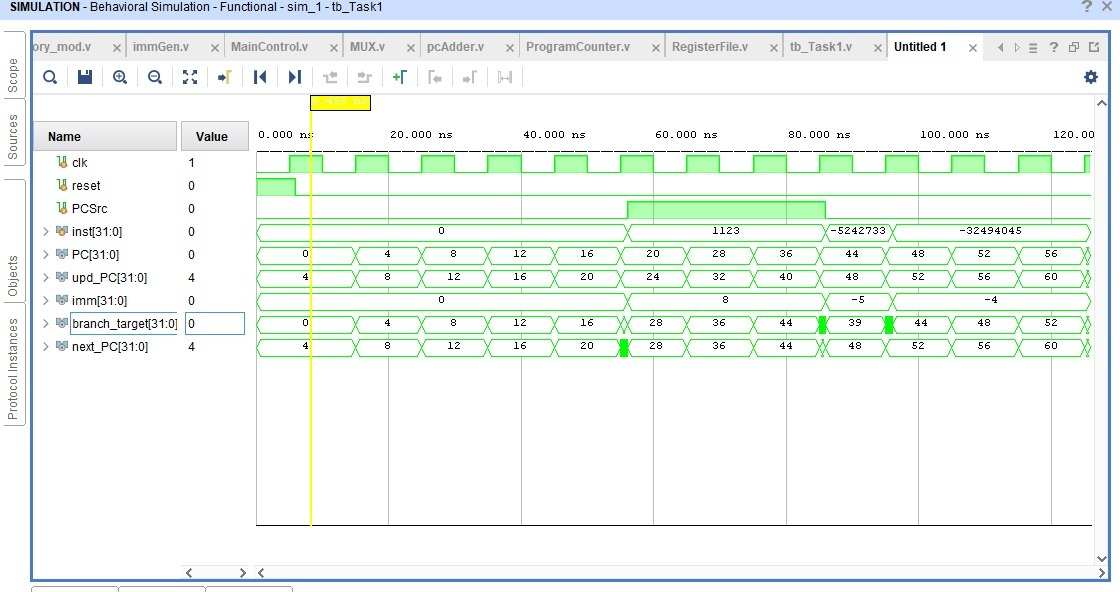 SIMULATION - Behavioral Simulation - Functional - sim_1 - tb_Task1 ? ×
ory_mod.v × immGen.v × MainControl.v × MUX.v × pcAdder.v × ProgramCounter.v × RegisterFile.v × tb_Task1.v × Untitled 1 × ?
Scope
Sources
Objects
Protocol Instances
Name Value 0.000 ns 20.000 ns 40.000 ns 60.000 ns 80.000 ns 100.000 ns 120.00
clk 1
reset 0
PCSrc 0
inst[31:0] 0 0 1123 -5242733 -32494045
PC[31:0] 0 0 4 8 12 16 20 28 36 44 48 52 56
upd_PC[31:0] 4 4 8 12 16 20 24 32 40 48 52 56 60
imm[31:0] 0 0 8 -5 -4
branch_target[31:0] 0 0 4 8 12 16 28 36 44 39 44 48 52
next_PC[31:0] 4 4 8 12 16 20 28 36 44 48 52 56 60